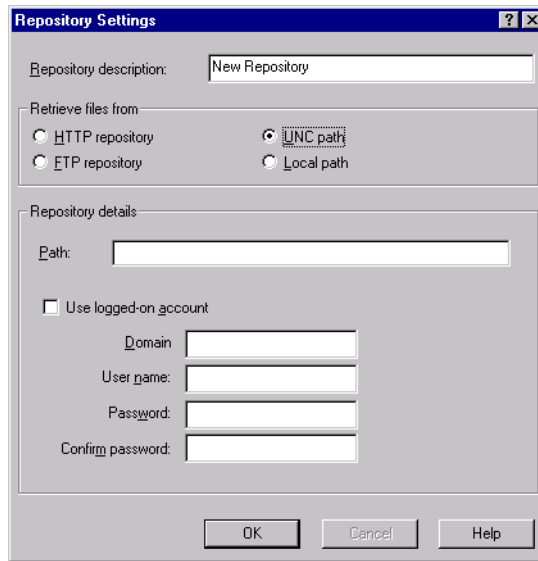 Repository Settings
Repository description: New Repository
Retrieve files from
HTTP repository UNC path
FTP repository Local path
Repository details
Path:
Use logged-on account
Domain
User name:
Password:
Confirm password:
OK Cancel Help